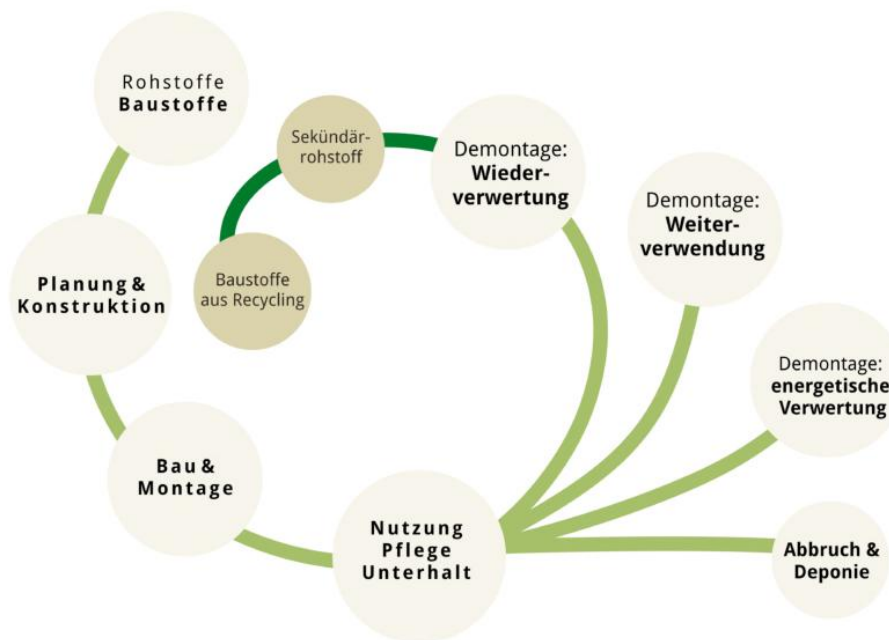 Rohstoffe
Baustoffe
Sekündär-
rohstoff
Demontage:
Wieder-
verwertung
Demontage:
Weiter-
verwendung
Baustoffe
aus Recycling
Planung &
Konstruktion
Demontage:
energetische
Verwertung
Bau &
Montage
Nutzung
Pflege
Unterhalt
Abbruch &
Deponie